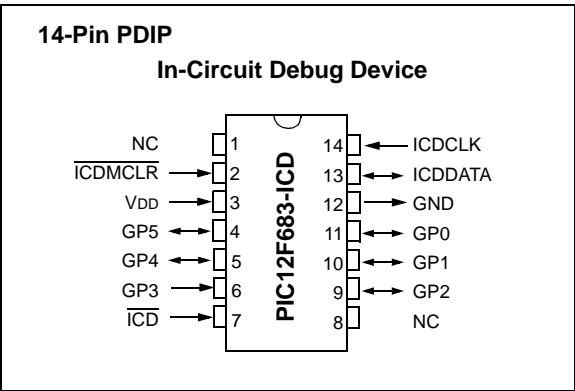 14-Pin PDIP
In-Circuit Debug Device
NC 1 14 ICDCLK
ICDMCLR 2 13 ICDDATA
VDD 3 12 GND
GP5 4 11 GP0
GP4 5 10 GP1
GP3 6 9 GP2
ICD 7 8 NC
PIC12F683-ICD